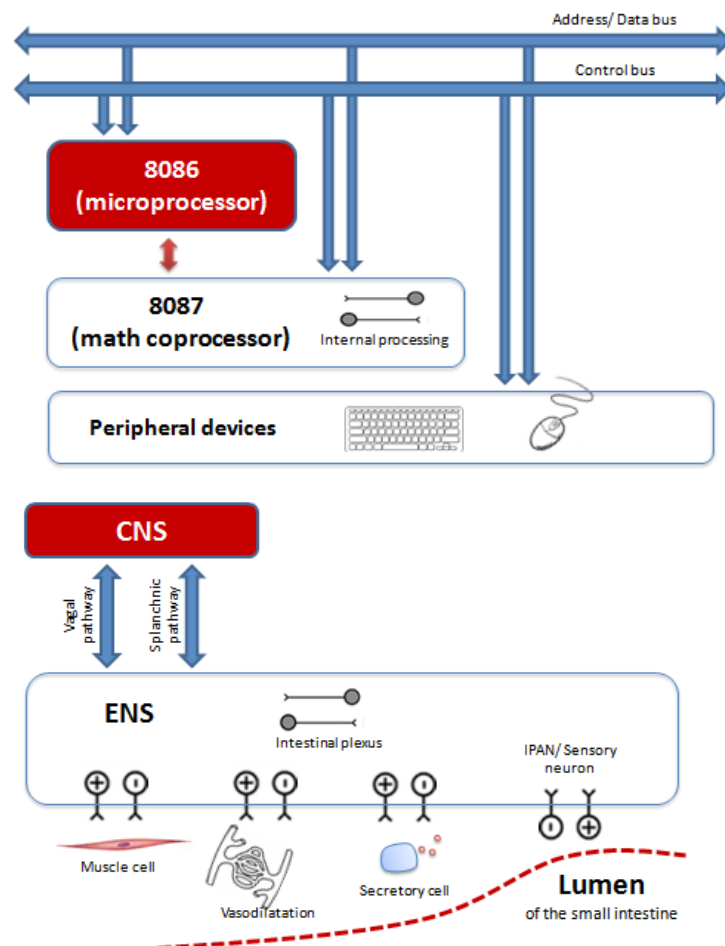 Address/ Data bus
Control bus
8086
(microprocessor)
8087
(math coprocessor)
Internal processing
Peripheral devices
CNS
Vagal
pathway
Splanchnic
pathway
ENS
Intestinal plexus
IPAN/ Sensory
neuron
Muscle cell
Vasodilatation
Secretory cell
Lumen
of the small intestine